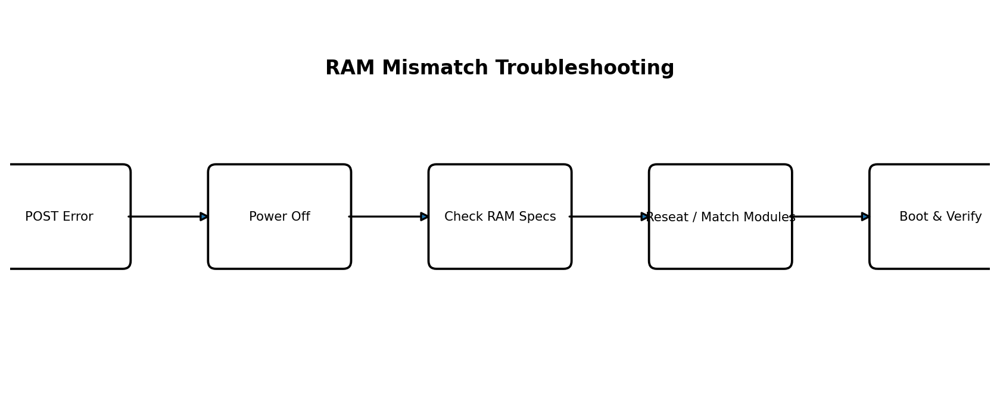 RAM Mismatch Troubleshooting
POST Error
Power Off
Check RAM Specs
Reseat / Match Modules
Boot & Verify